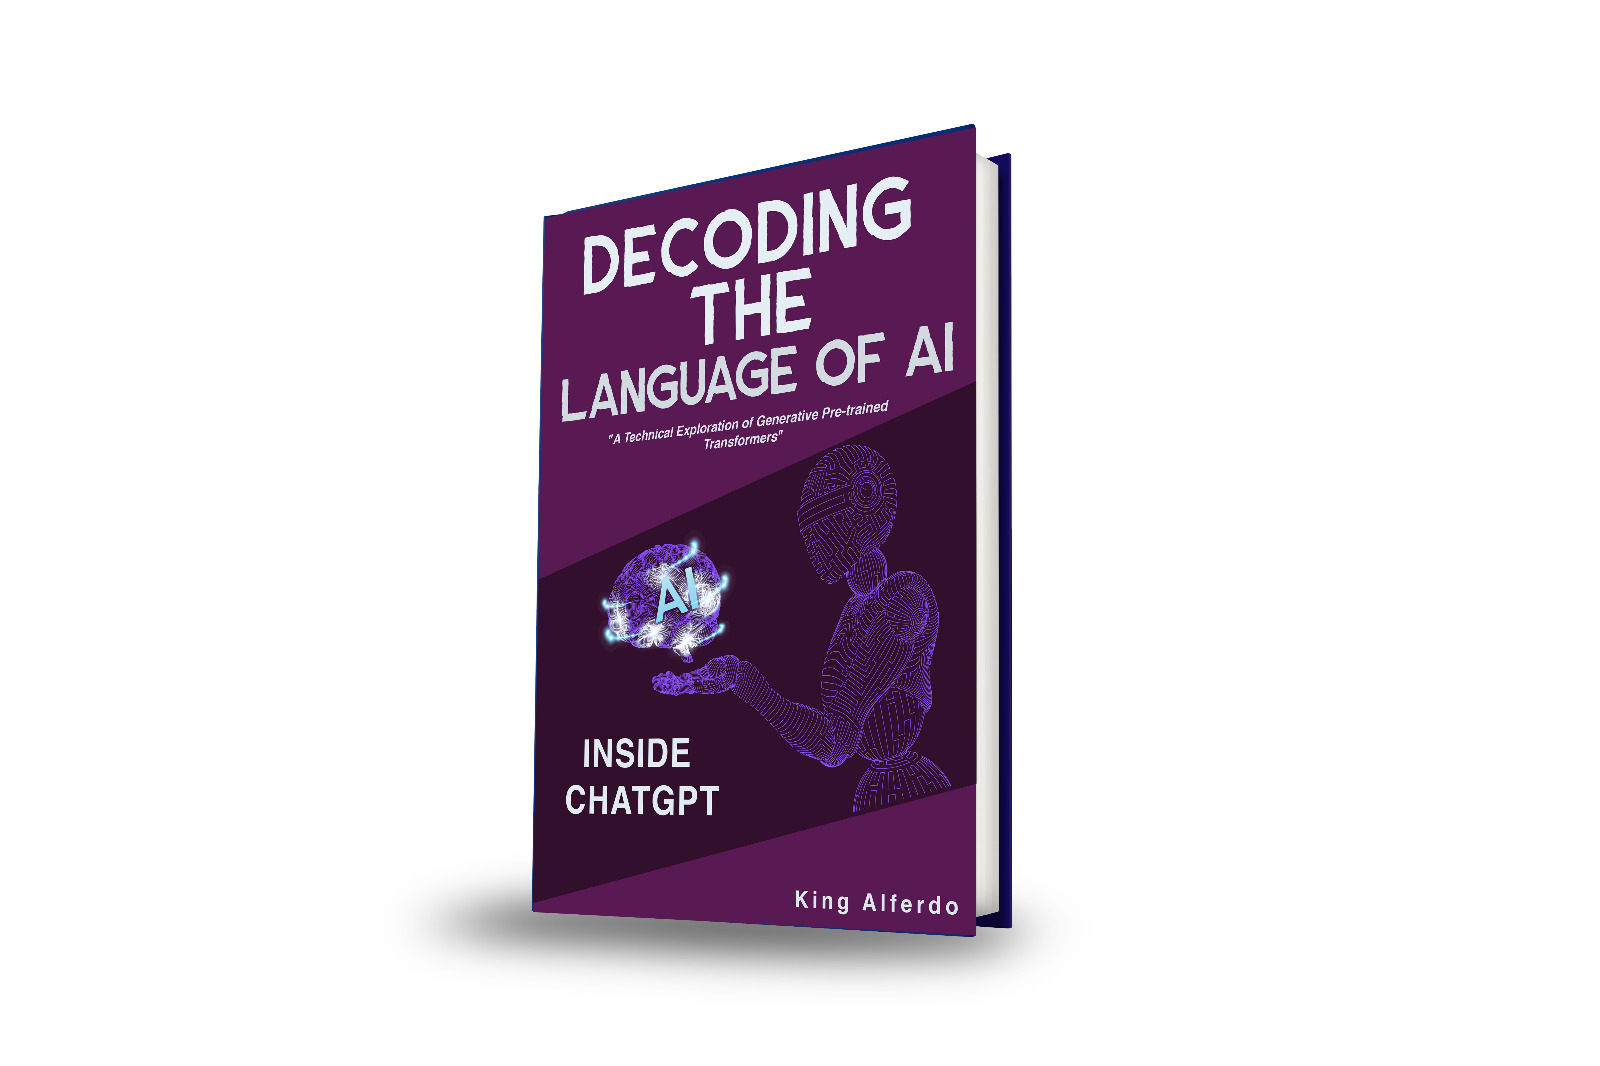 DECODING
THE
LANGUAGE OF AI
"A Technical Exploration of Generative Pre-trained
Transformers"
AI
INSIDE
CHATGPT
King Alferdo